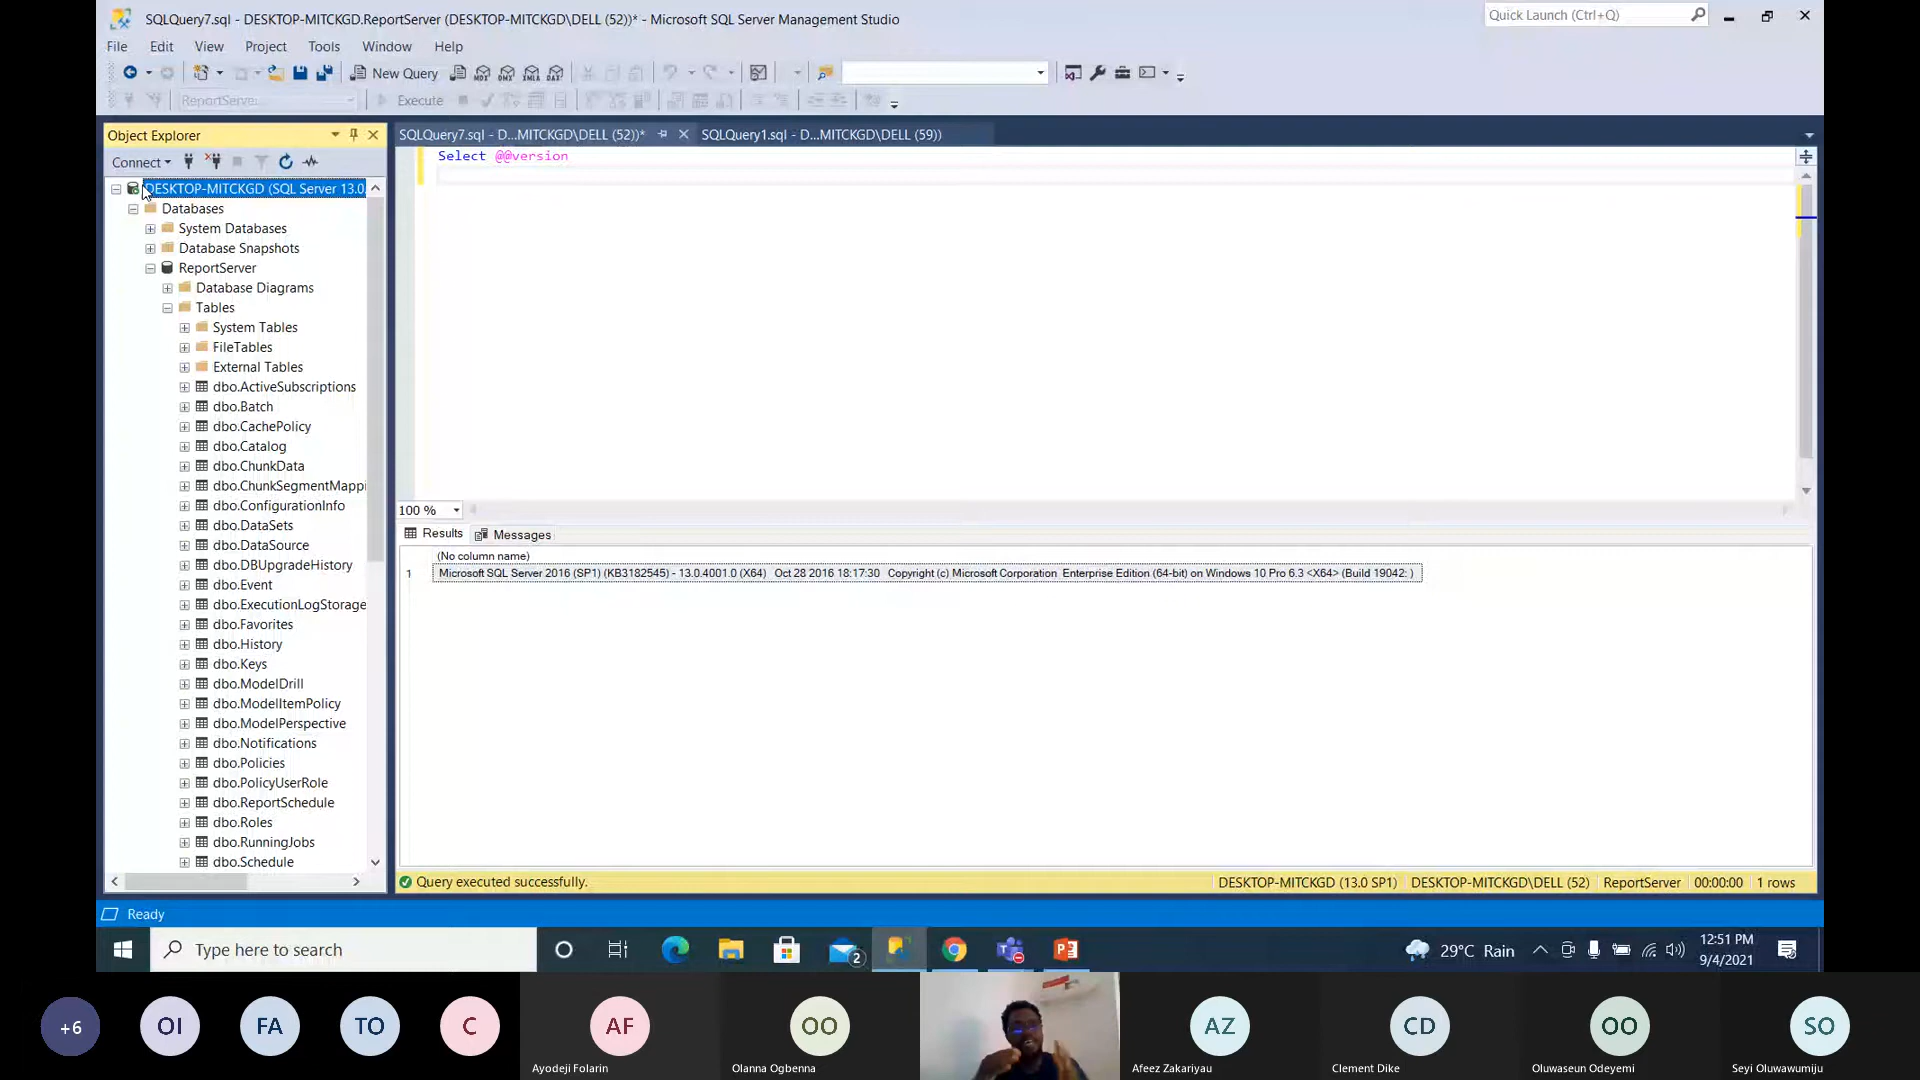 SQLQuery7.sql - DESKTOP-MITCKGD.ReportServer (DESKTOP-MITCKGD\DELL (52))* - Microsoft SQL Server Management Studio
Quick Launch (Ctrl+Q)
File Edit View Project Tools Window Help
New Query MDX DMX XMLA DAX
ReportServer Execute
Object Explorer
SQLQuery7.sql - D...MITCKGD\DELL (52))* SQLQuery1.sql - D...MITCKGD\DELL (59))
Connect
Select @@version
DESKTOP-MITCKGD (SQL Server 13.0.
Databases
System Databases
Database Snapshots
ReportServer
Database Diagrams
Tables
System Tables
FileTables
External Tables
dbo.ActiveSubscriptions
dbo.Batch
dbo.CachePolicy
dbo.Catalog
dbo.ChunkData
dbo.ChunkSegmentMappi
dbo.ConfigurationInfo
dbo.DataSets
dbo.DataSource
dbo.DBUpgradeHistory
dbo.Event
dbo.ExecutionLogStorage
dbo.Favorites
dbo.History
dbo.Keys
dbo.ModelDrill
dbo.ModelItemPolicy
dbo.ModelPerspective
dbo.Notifications
dbo.Policies
dbo.PolicyUserRole
dbo.ReportSchedule
dbo.Roles
dbo.RunningJobs
dbo.Schedule
100 %
Results Messages
(No column name)
1 Microsoft SQL Server 2016 (SP1) (KB3182545) - 13.0.4001.0 (X64) Oct 28 2016 18:17:30 Copyright (c) Microsoft Corporation Enterprise Edition (64-bit) on Windows 10 Pro 6.3 <X64> (Build 19042: )
Query executed successfully. DESKTOP-MITCKGD (13.0 SP1) DESKTOP-MITCKGD\DELL (52) ReportServer 00:00:00 1 rows
Ready
Type here to search
2
29°C Rain
12:51 PM
9/4/2021
+6 OI FA TO C AF OO AZ CD OO SO
Ayodeji Folarin Olanna Ogbenna Afeez Zakariyau Clement Dike Oluwaseun Odeyemi Seyi Oluwawumiju